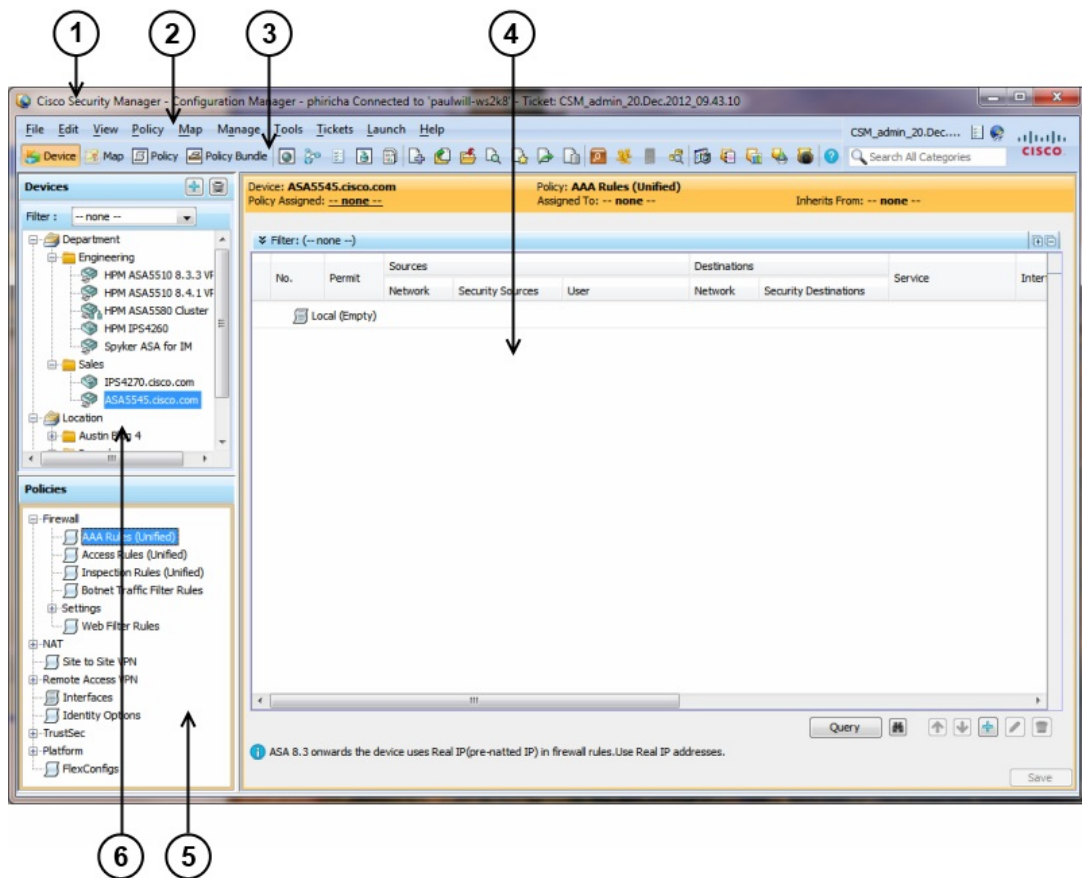 1 2 3 4
Cisco Security Manager - Configuration Manager - phiricha Connected to 'paulwill-ws2k8' - Ticket: CSM_admin_20.Dec.2012_09.43.10
File Edit View Policy Map Manage Tools Tickets Launch Help CSM_admin_20.Dec....
Device Map Policy Policy Bundle Search All Categories CISCO
Devices
Filter : -- none --
Department
Engineering
HPM ASA5510 8.3.3 VF
HPM ASA5510 8.4.1 VF
HPM ASA5580 Cluster
HPM IPS4260
Spyker ASA for IM
Sales
IPS4270.cisco.com
ASA5545.cisco.com
Location
Austin 4
Policies
Firewall
AAA Rules (Unified)
Access Rules (Unified)
Inspection Rules (Unified)
Botnet Traffic Filter Rules
Settings
Web Filter Rules
NAT
Site to Site VPN
Remote Access VPN
Interfaces
Identity Options
TrustSec
Platform
FlexConfigs
Device: ASA5545.cisco.com Policy: AAA Rules (Unified)
Policy Assigned: -- none -- Assigned To: -- none -- Inherits From: -- none --
Filter: (-- none --)
No. Permit Sources Destinations Service Inter
Network Security Sources User Network Security Destinations
Local (Empty)
Query
ASA 8.3 onwards the device uses Real IP(pre-natted IP) in firewall rules.Use Real IP addresses.
Save
6 5